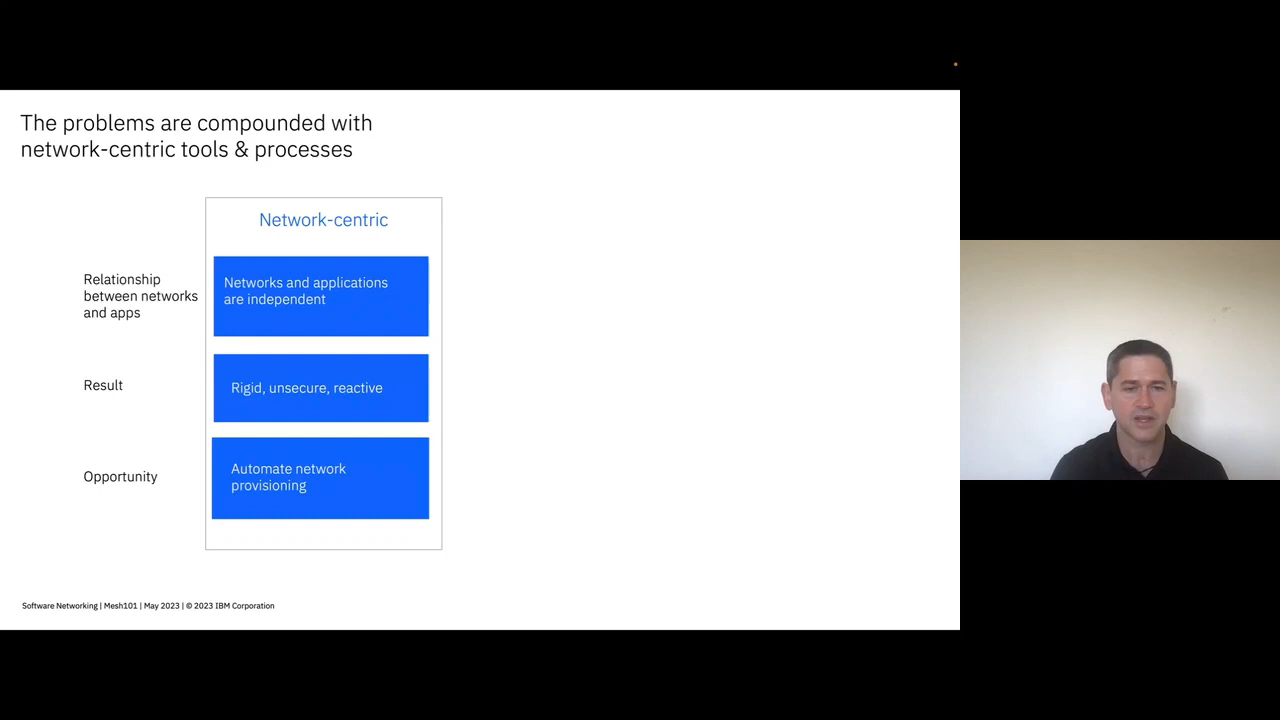 The problems are compounded with
network-centric tools & processes
Network-centric
Relationship
between networks
and apps
Networks and applications
are independent
Result
Rigid, unsecure, reactive
Opportunity
Automate network
provisioning
Software Networking | Mesh101 | May 2023 | © 2023 IBM Corporation